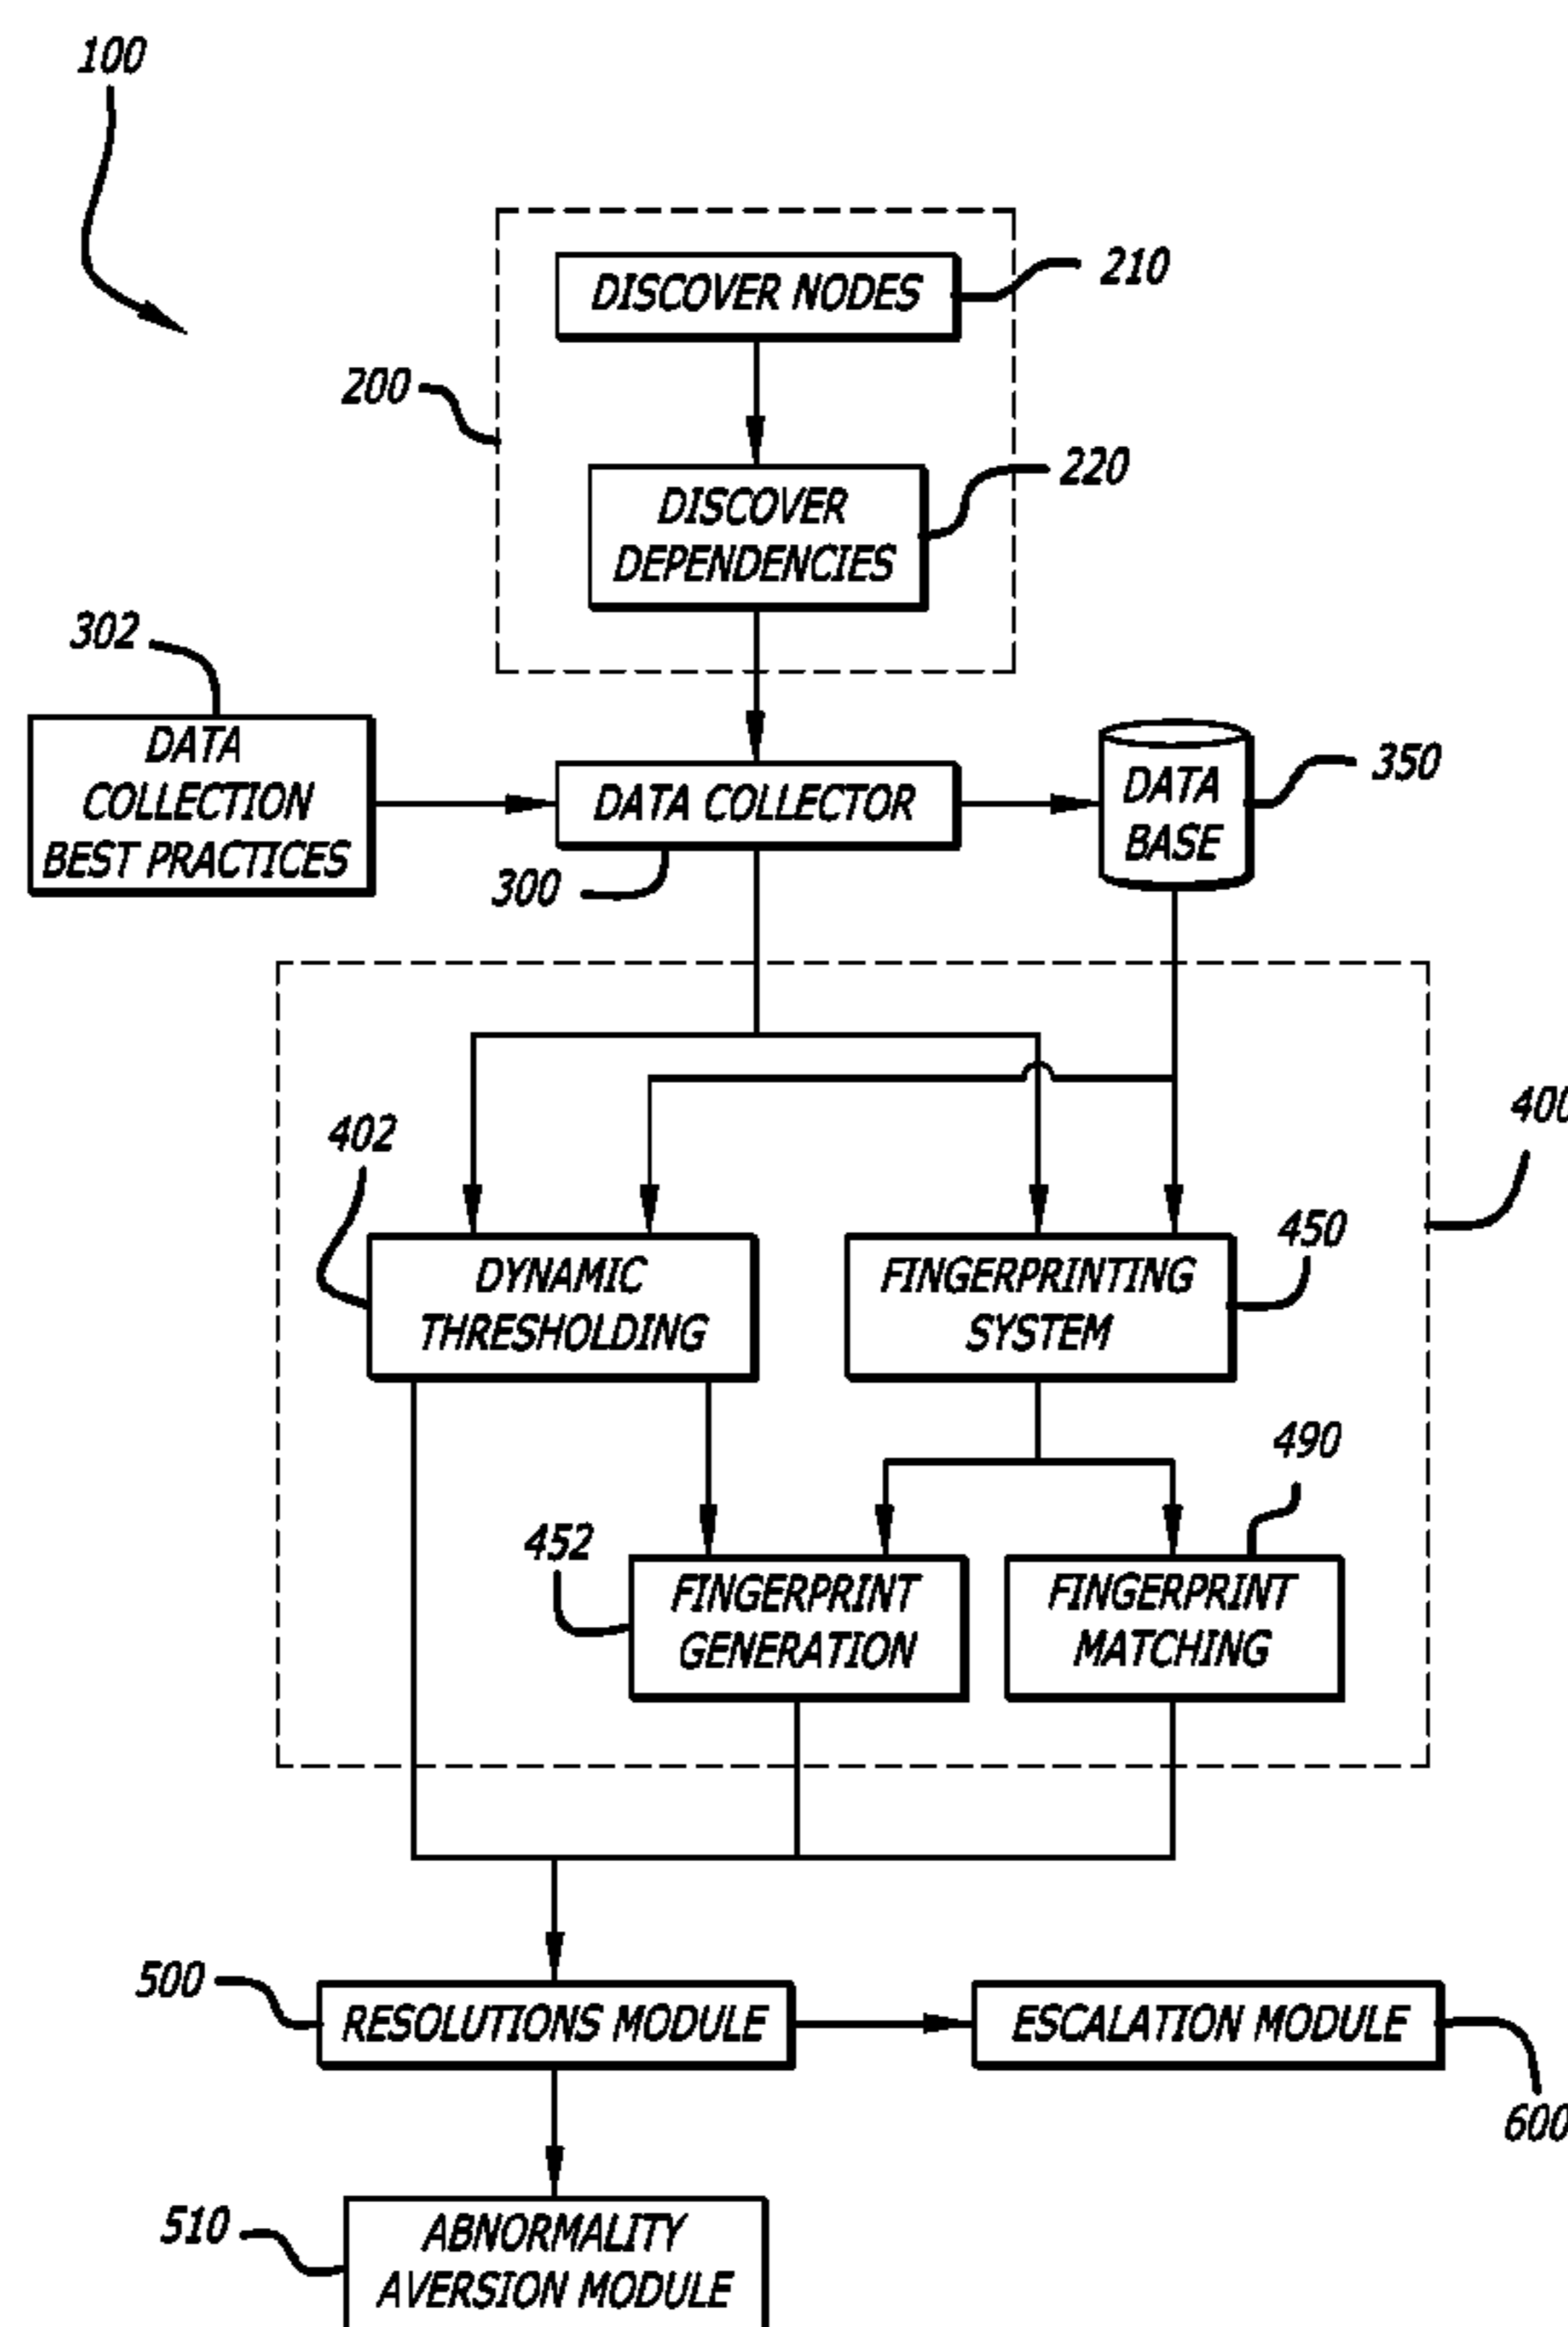 100
DISCOVER NODES
210
200
DISCOVER
DEPENDENCIES
220
302
DATA
COLLECTION
BEST PRACTICES
DATA COLLECTOR
300
DATA
BASE
350
400
402
DYNAMIC
THRESHOLDING
FINGERPRINTING
SYSTEM
450
490
452
FINGERPRINT
GENERATION
FINGERPRINT
MATCHING
500
RESOLUTIONS MODULE
ESCALATION MODULE
600
510
ABNORMALITY
AVERSION MODULE